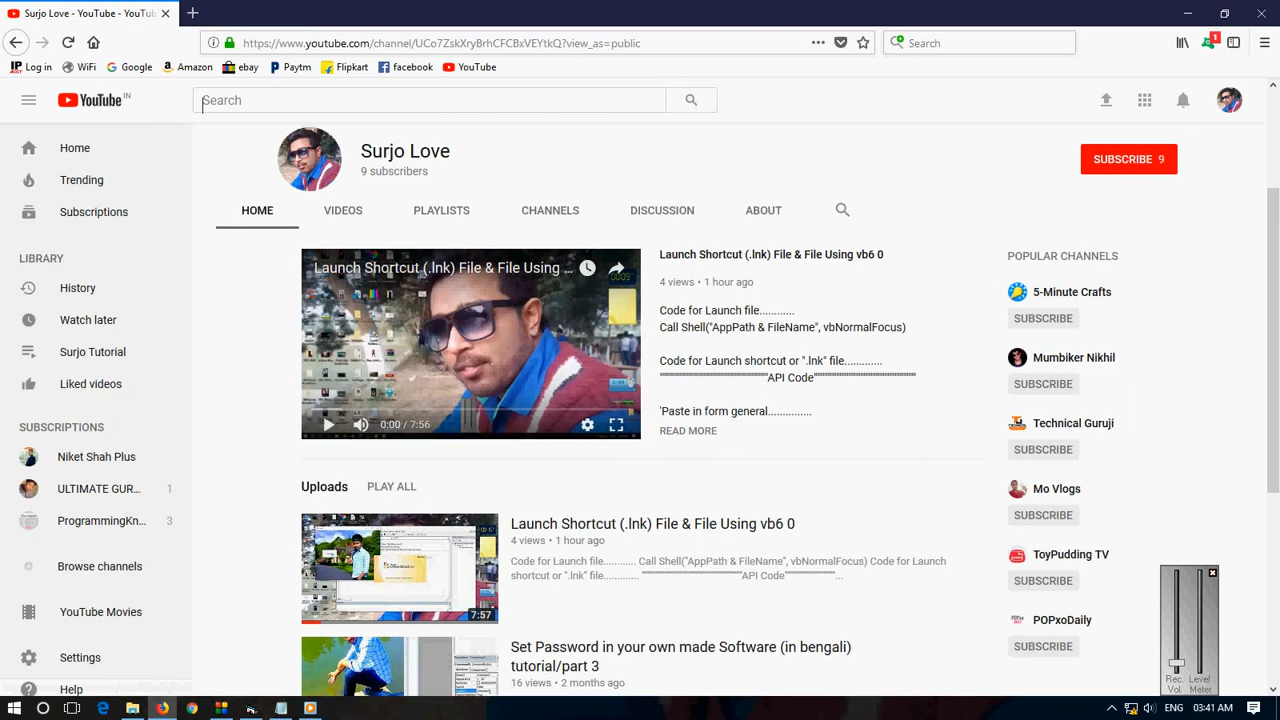 Surjo Love - YouTube - YouTub
https://www.youtube.com/channel/UCo7ZskXryBrhCFCBxVEYtkQ?view_as=public
Search
1
Log in
WiFi
Google
Amazon
ebay
Paytm
Flipkart
facebook
YouTube
YouTube IN
Search
Home
Trending
Subscriptions
LIBRARY
History
Watch later
Surjo Tutorial
Liked videos
SUBSCRIPTIONS
Niket Shah Plus
ULTIMATE GUR... 1
ProgrammingKn... 3
Browse channels
YouTube Movies
Settings
Help
Surjo Love
9 subscribers
SUBSCRIBE 9
HOME VIDEOS PLAYLISTS CHANNELS DISCUSSION ABOUT
Launch Shortcut (.lnk) File & File Using ...
0:00 / 7:56
Launch Shortcut (.lnk) File & File Using vb6 0
4 views • 1 hour ago
Code for Launch file............
Call Shell("AppPath & FileName", vbNormalFocus)
Code for Launch shortcut or ".lnk" file.............
API Code
'Paste in form general..............
READ MORE
Uploads PLAY ALL
7:57
Launch Shortcut (.lnk) File & File Using vb6 0
4 views • 1 hour ago
Code for Launch file............ Call Shell("AppPath & FileName", vbNormalFocus) Code for Launch
shortcut or ".lnk" file............. API Code ...
Set Password in your own made Software (in bengali)
tutorial/part 3
16 views • 2 months ago
POPULAR CHANNELS
5-Minute Crafts
SUBSCRIBE
Mumbiker Nikhil
SUBSCRIBE
Technical Guruji
SUBSCRIBE
Mo Vlogs
SUBSCRIBE
ToyPudding TV
SUBSCRIBE
POPxoDaily
SUBSCRIBE
Rec. Level
Vol. Meter
ENG 03:41 AM